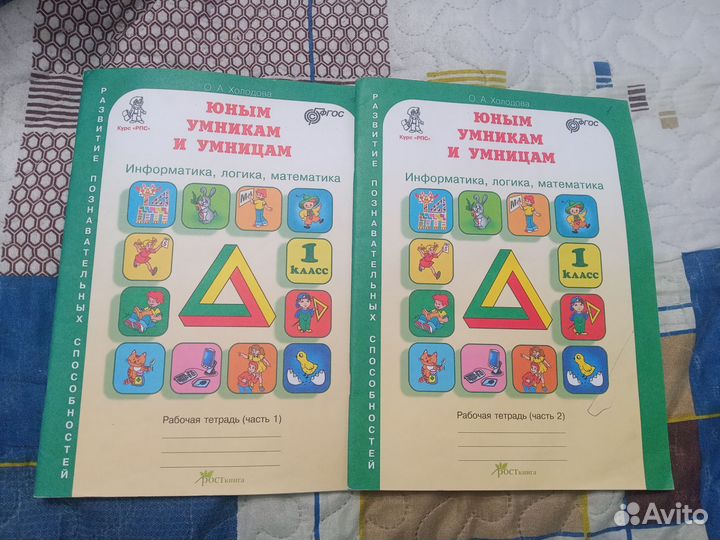 РАЗВИТИЕ ПОЗНАВАТЕЛЬНЫХ СПОСОБНОСТЕЙ
О. А. Холодова
Курс «РПС»
ФГОС
ЮНЫМ
УМНИКАМ
И УМНИЦАМ
Информатика, логика, математика
1
класс
Рабочая тетрадь (часть 1)
РОСТкнига
РАЗВИТИЕ ПОЗНАВАТЕЛЬНЫХ СПОСОБНОСТЕЙ
О. А. Холодова
Курс «РПС»
ФГОС
ЮНЫМ
УМНИКАМ
И УМНИЦАМ
Информатика, логика, математика
1
класс
Рабочая тетрадь (часть 2)
РОСТкнига
Avito